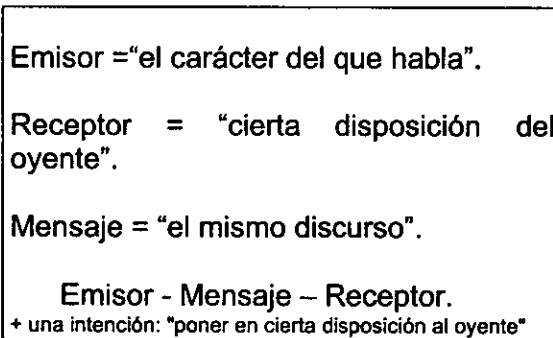 Emisor ="el carácter del que habla".
Receptor = "cierta disposición del
oyente".
Mensaje = "el mismo discurso".
Emisor - Mensaje – Receptor.
+ una intención: "poner en cierta disposición al oyente"